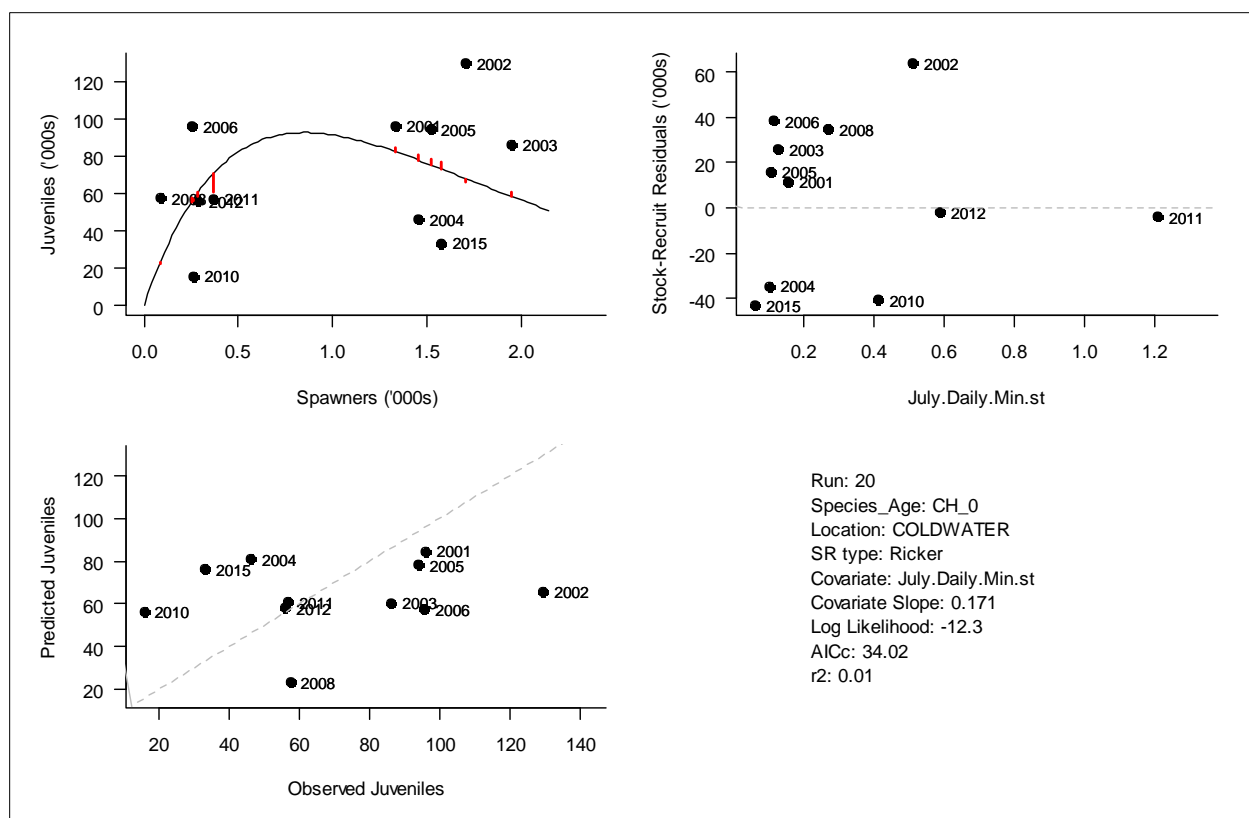 Juveniles ('000s)
120
100
80
60
40
20
0
2002
2001
2005
2006
2003
2008
2011
2012
2004
2015
2010
0.0 0.5 1.0 1.5 2.0
Spawners ('000s)
Stock-Recruit Residuals ('000s)
60
40
20
0
-20
-40
2002
2006
2008
2003
2005
2001
2012
2011
2004
2010
2015
0.2 0.4 0.6 0.8 1.0 1.2
July.Daily.Min.st
Predicted Juveniles
120
100
80
60
40
20
2001
2004
2005
2015
2002
2011
2003
2012
2006
2010
2008
20 40 60 80 100 120 140
Observed Juveniles
Run: 20
Species_Age: CH_0
Location: COLDWATER
SR type: Ricker
Covariate: July.Daily.Min.st
Covariate Slope: 0.171
Log Likelihood: -12.3
AICc: 34.02
r2: 0.01